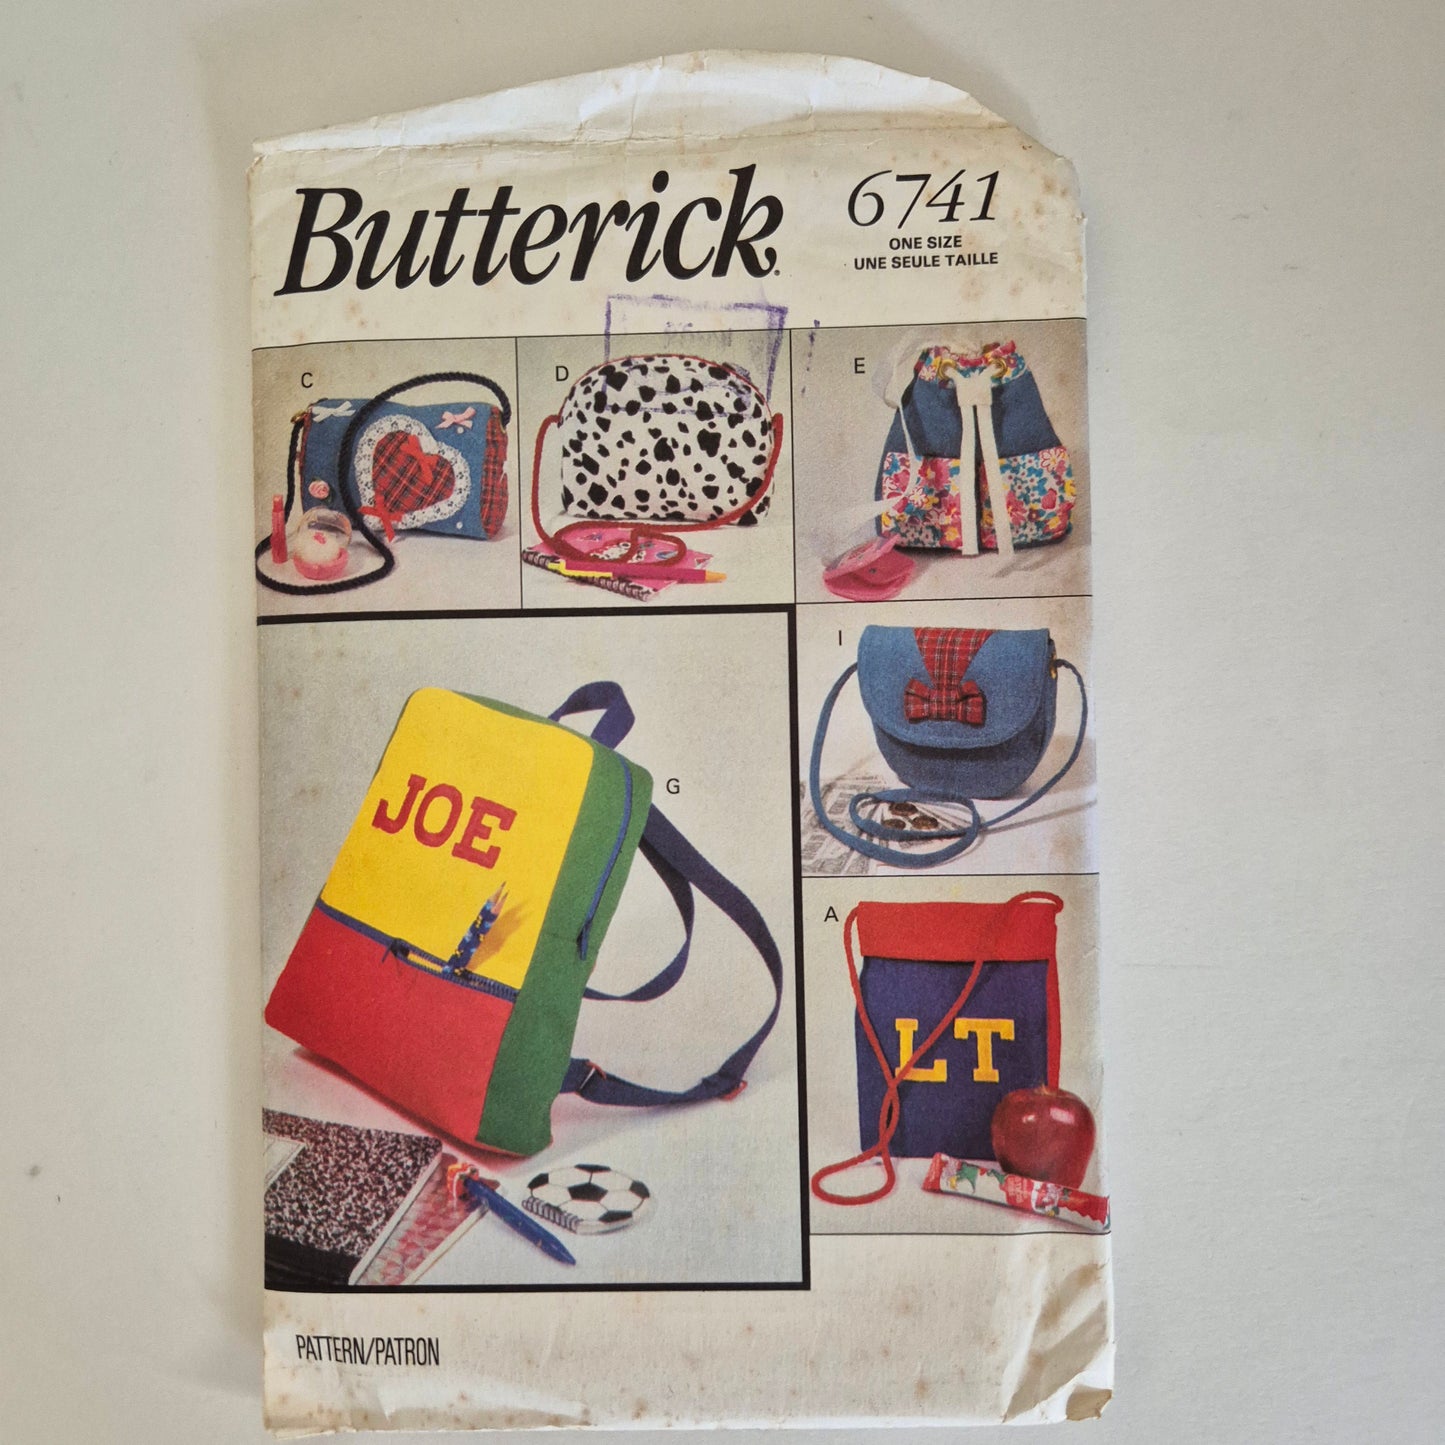 Butterick
6741
ONE SIZE
UNE SEULE TAILLE
C
D
E
I
G
JOE
A
LT
PATTERN/PATRON